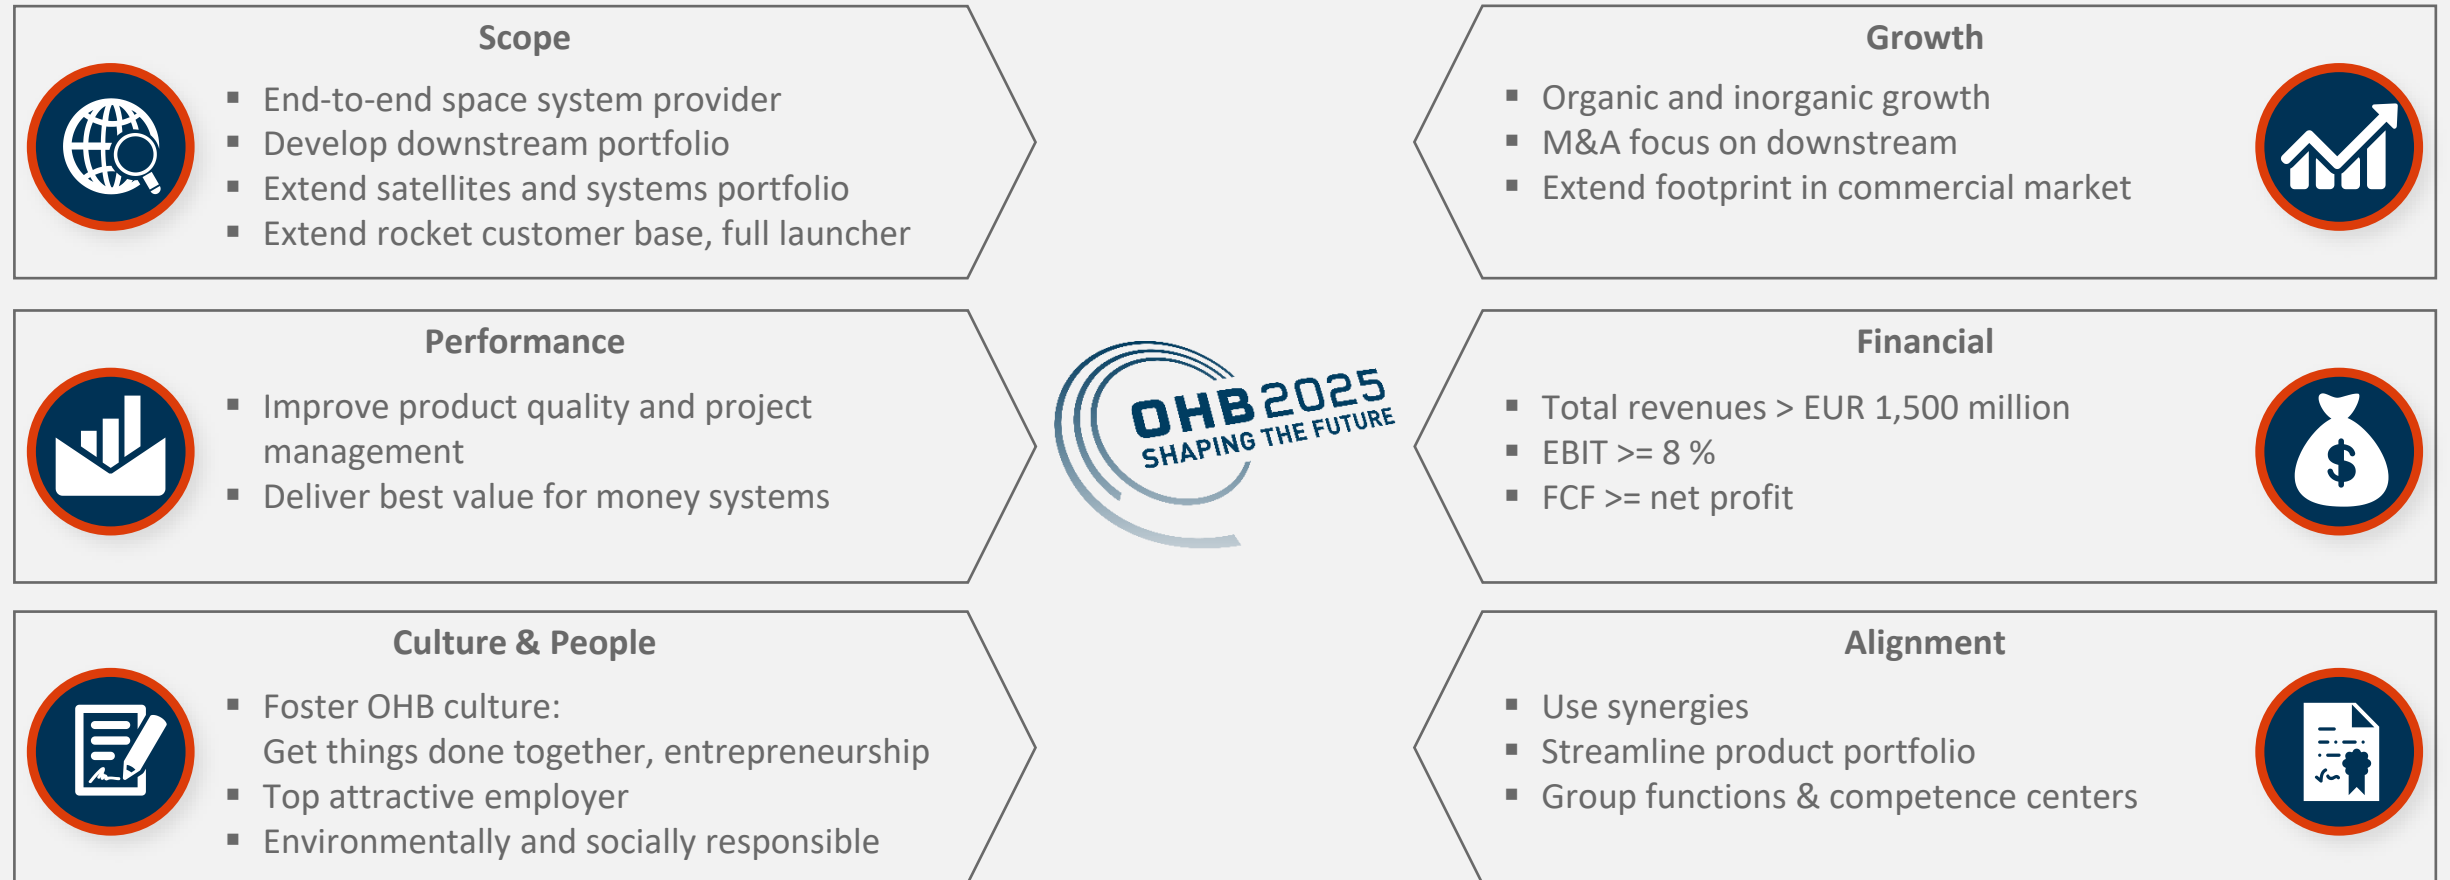 Scope
▪ End-to-end space system provider
▪ Develop downstream portfolio
▪ Extend satellites and systems portfolio
▪ Extend rocket customer base, full launcher
Growth
▪ Organic and inorganic growth
▪ M&A focus on downstream
▪ Extend footprint in commercial market
Performance
▪ Improve product quality and project
management
▪ Deliver best value for money systems
OHB 2025
SHAPING THE FUTURE
Financial
▪ Total revenues > EUR 1,500 million
▪ EBIT >= 8 %
▪ FCF >= net profit
$
Culture & People
▪ Foster OHB culture:
Get things done together, entrepreneurship
▪ Top attractive employer
▪ Environmentally and socially responsible
Alignment
▪ Use synergies
▪ Streamline product portfolio
▪ Group functions & competence centers